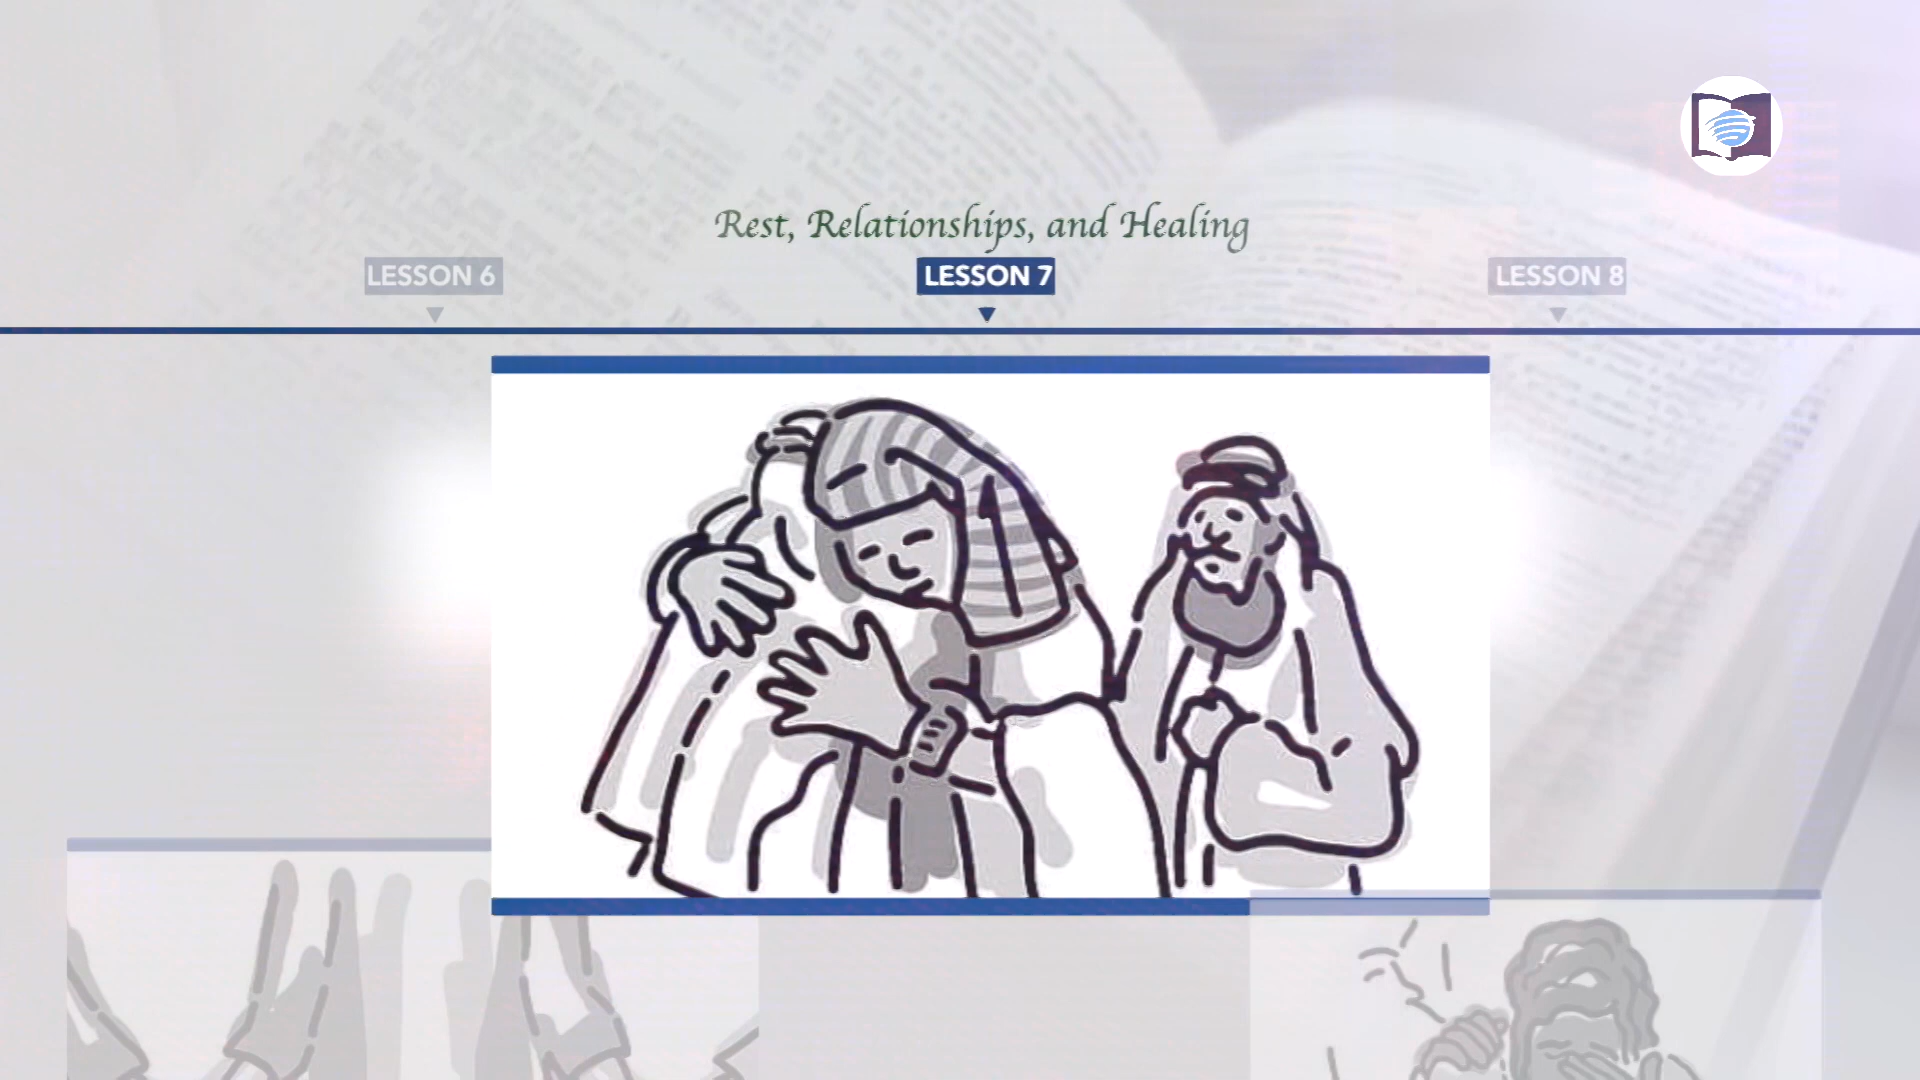 Rest, Relationships, and Healing
LESSON 6
LESSON 7
LESSON 8